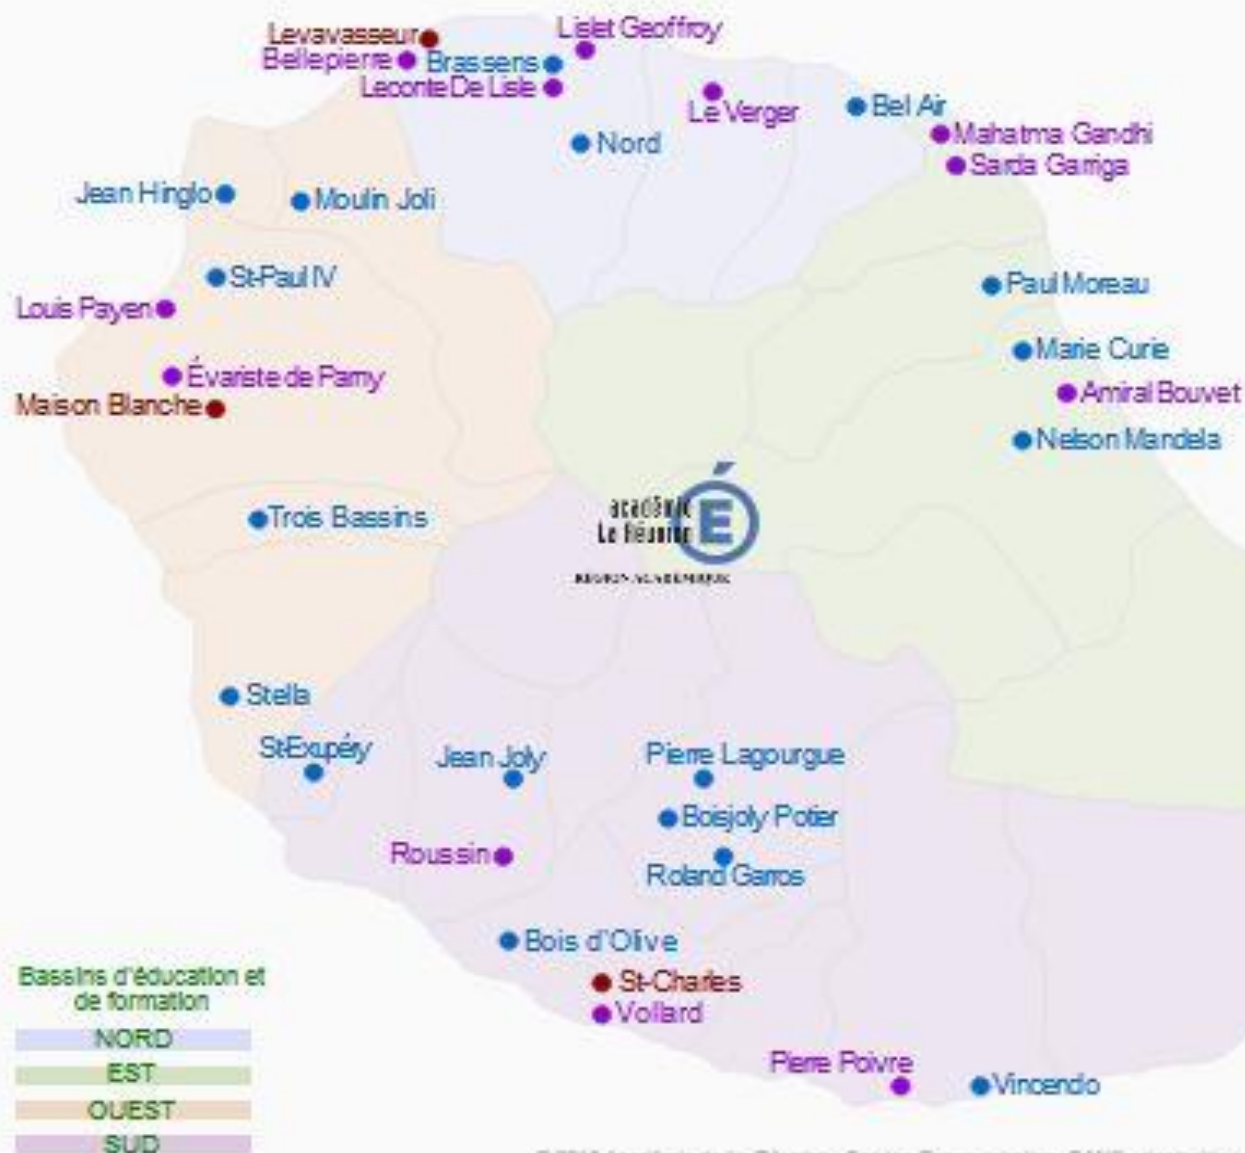 Levavasseur
Lislet Geoffroy
Bellepierre
Brassens
Leconte De Lisle
Le Verger
Bel Air
Mahatma Gandhi
Nord
Sarda Garriga
Jean Hinglo
Moulin Joli
St-Paul IV
Paul Moreau
Louis Payen
Marie Curie
Évariste de Parny
Amiral Bouvet
Maison Blanche
Nelson Mandela
académie
La Réunion
É
RÉGION ACADÉMIQUE
Trois Bassins
Stella
St-Exupéry
Jean Joly
Pierre Lagourgue
Boisjoly Potier
Roussin
Roland Garros
Bois d'Olive
St-Charles
Vollard
Pierre Poivre
Vincendo
Bassins d'éducation et
de formation
NORD
EST
OUEST
SUD